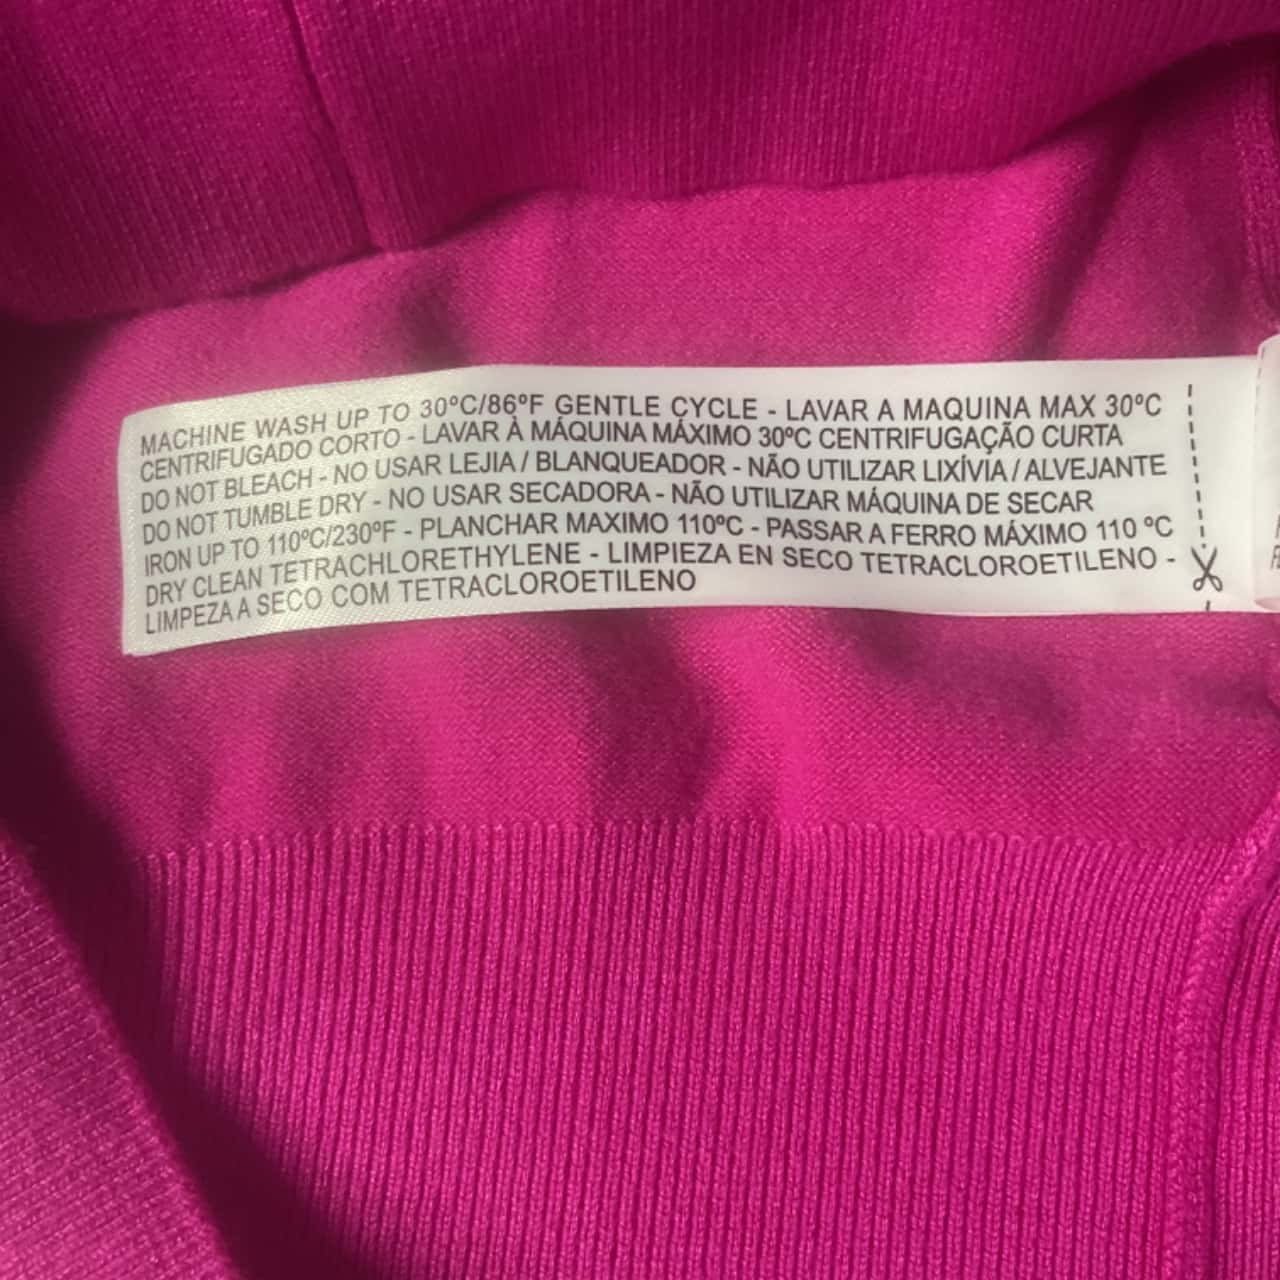 MACHINE WASH UP TO 30ºC/86ºF GENTLE CYCLE - LAVAR A MAQUINA MAX 30ºC
CENTRIFUGADO CORTO - LAVAR À MÁQUINA MÁXIMO 30ºC CENTRIFUGAÇÃO CURTA
DO NOT BLEACH - NO USAR LEJIA / BLANQUEADOR - NÃO UTILIZAR LIXÍVIA / ALVEJANTE
DO NOT TUMBLE DRY - NO USAR SECADORA - NÃO UTILIZAR MÁQUINA DE SECAR
IRON UP TO 110ºC/230ºF - PLANCHAR MAXIMO 110ºC - PASSAR A FERRO MÁXIMO 110 ºC
DRY CLEAN TETRACHLORETHYLENE - LIMPIEZA EN SECO TETRACLOROETILENO -
LIMPEZA A SECO COM TETRACLOROETILENO